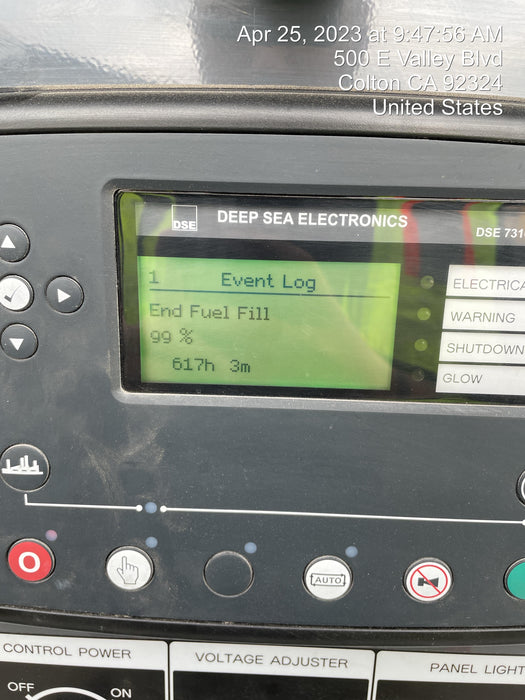 Apr 25, 2023 at 9:47:56 AM
500 E Valley Blvd
Colton CA 92324
United States
DSE DEEP SEA ELECTRONICS
DSE 731
1 Event Log
End Fuel Fill
99 %
617h 3m
ELECTRICA
WARNING
SHUTDOWN
GLOW
AUTO
CONTROL POWER
OFF ON
VOLTAGE ADJUSTER
PANEL LIGHT